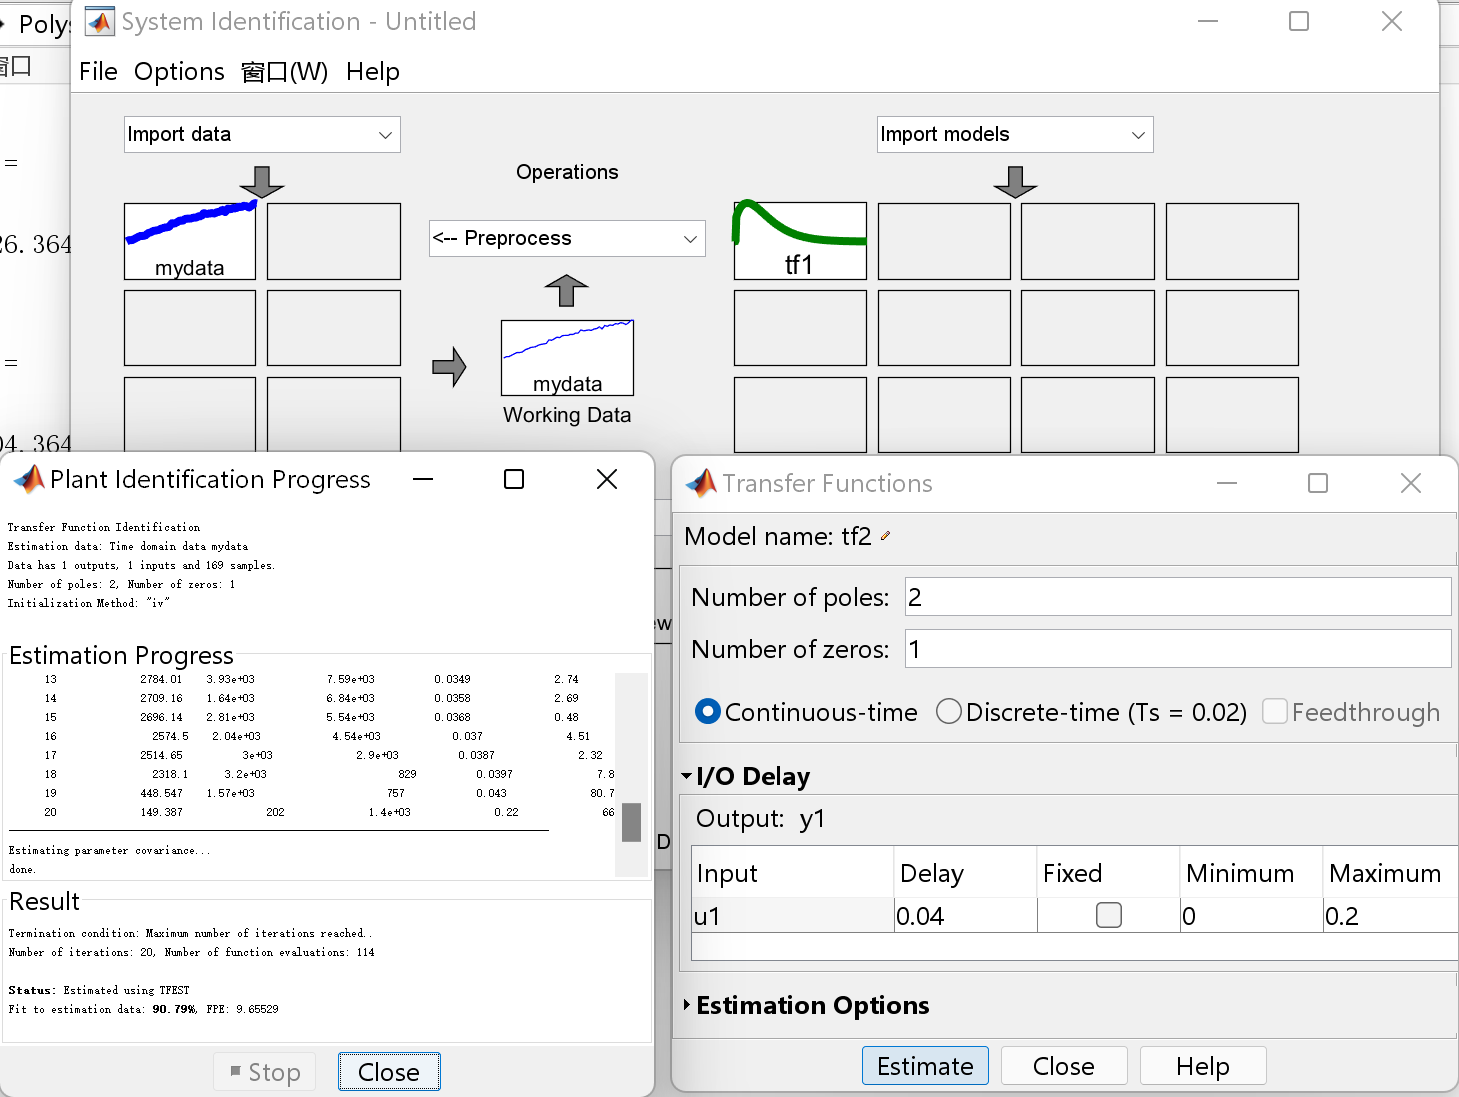 Polys
System Identification - Untitled
窗口
File Options 窗口(W) Help
Import data
Import models
=
Operations
26.364
<-- Preprocess
mydata
tf1
=
mydata
Working Data
04.364
Plant Identification Progress
Transfer Function Identification
Estimation data: Time domain data mydata
Data has 1 outputs, 1 inputs and 169 samples.
Number of poles: 2, Number of zeros: 1
Initialization Method: "iv"
Estimation Progress
13 2784.01 3.93e+03 7.59e+03 0.0349 2.74
14 2709.16 1.64e+03 6.84e+03 0.0358 2.69
15 2696.14 2.81e+03 5.54e+03 0.0368 0.48
16 2574.5 2.04e+03 4.54e+03 0.037 4.51
17 2514.65 3e+03 2.9e+03 0.0387 2.32
18 2318.1 3.2e+03 829 0.0397 7.8
19 448.547 1.57e+03 757 0.043 80.7
20 149.387 202 1.4e+03 0.22 66
Estimating parameter covariance...
done.
Result
Termination condition: Maximum number of iterations reached..
Number of iterations: 20, Number of function evaluations: 114
Status: Estimated using TFEST
Fit to estimation data: 90.79%, FPE: 9.65529
Stop Close
ew
D
Transfer Functions
Model name: tf2
Number of poles: 2
Number of zeros: 1
Continuous-time Discrete-time (Ts = 0.02) Feedthrough
I/O Delay
Output: y1
Input Delay Fixed Minimum Maximum
u1 0.04 0 0.2
Estimation Options
Estimate Close Help